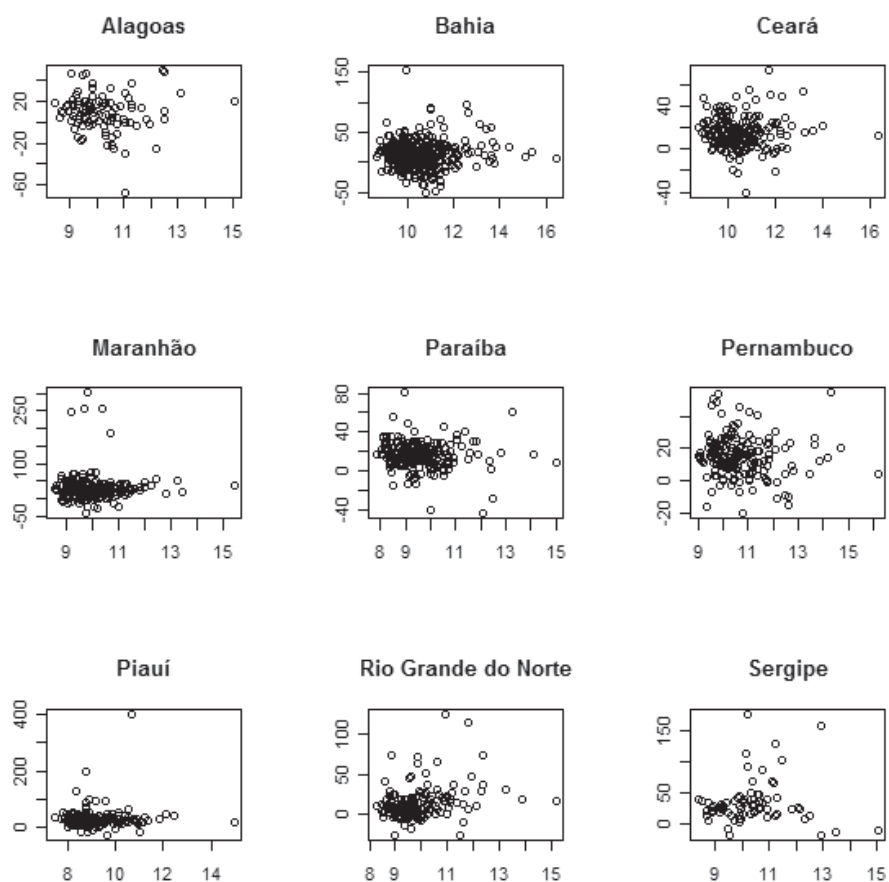 Alagoas Bahia Ceará
20
-20
-60
9 11 13 15
150
50
-50
10 12 14 16
40
0
-40
10 12 14 16
Maranhão Paraíba Pernambuco
250
100
-50
9 11 13 15
80
40
0
-40
8 9 11 13 15
20
0
-20
9 11 13 15
Piauí Rio Grande do Norte Sergipe
400
200
0
8 10 12 14
100
50
0
8 9 11 13 15
150
50
0
9 11 13 15